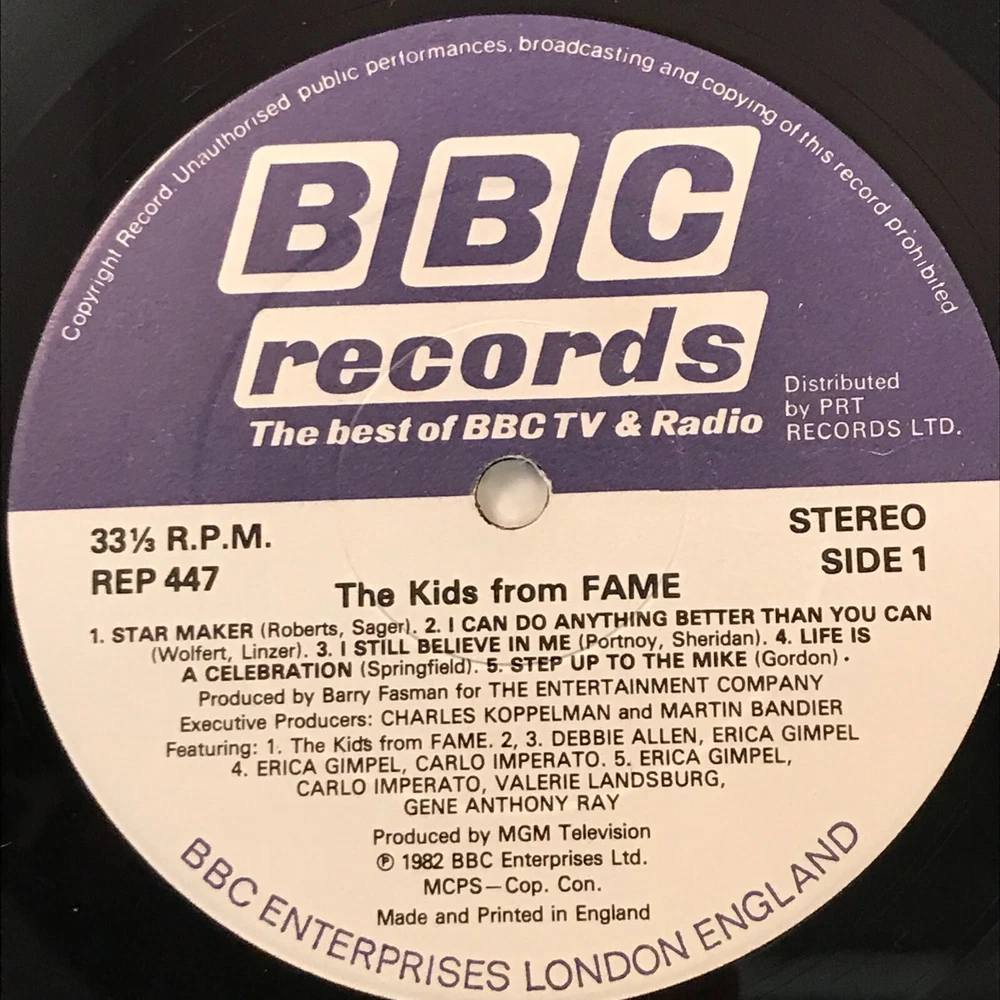 Copyright Record. Unauthorised public performances, broadcasting and copying of this record prohibited
BBC
records
The best of BBC TV & Radio
Distributed
by PRT
RECORDS LTD.
33⅓ R.P.M.
REP 447
STEREO
SIDE 1
The Kids from FAME
1. STAR MAKER (Roberts, Sager). 2. I CAN DO ANYTHING BETTER THAN YOU CAN
(Wolfert, Linzer). 3. I STILL BELIEVE IN ME (Portnoy, Sheridan). 4. LIFE IS
A CELEBRATION (Springfield). 5. STEP UP TO THE MIKE (Gordon).
Produced by Barry Fasman for THE ENTERTAINMENT COMPANY
Executive Producers: CHARLES KOPPELMAN and MARTIN BANDIER
Featuring: 1. The Kids from FAME. 2, 3. DEBBIE ALLEN, ERICA GIMPEL
4. ERICA GIMPEL, CARLO IMPERATO. 5. ERICA GIMPEL,
CARLO IMPERATO, VALERIE LANDSBURG,
GENE ANTHONY RAY
Produced by MGM Television
℗ 1982 BBC Enterprises Ltd.
MCPS—Cop. Con.
Made and Printed in England
BBC ENTERPRISES LONDON ENGLAND